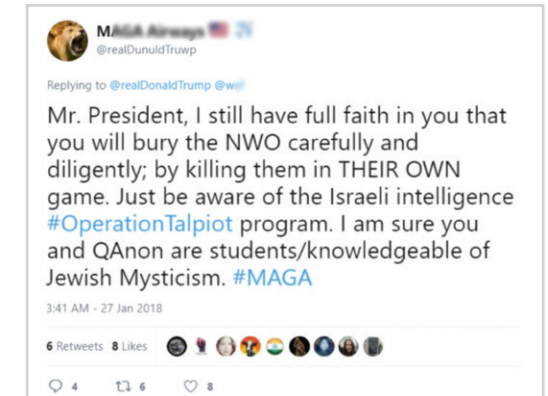 M
@realDunuldTruwp
Replying to @realDonaldTrump
Mr. President, I still have full faith in you that
you will bury the NWO carefully and
diligently; by killing them in THEIR OWN
game. Just be aware of the Israeli intelligence
#OperationTalpiot program. I am sure you
and QAnon are students/knowledgeable of
Jewish Mysticism. #MAGA
3:41 AM - 27 Jan 2018
6 Retweets 8 Likes
4 6 8